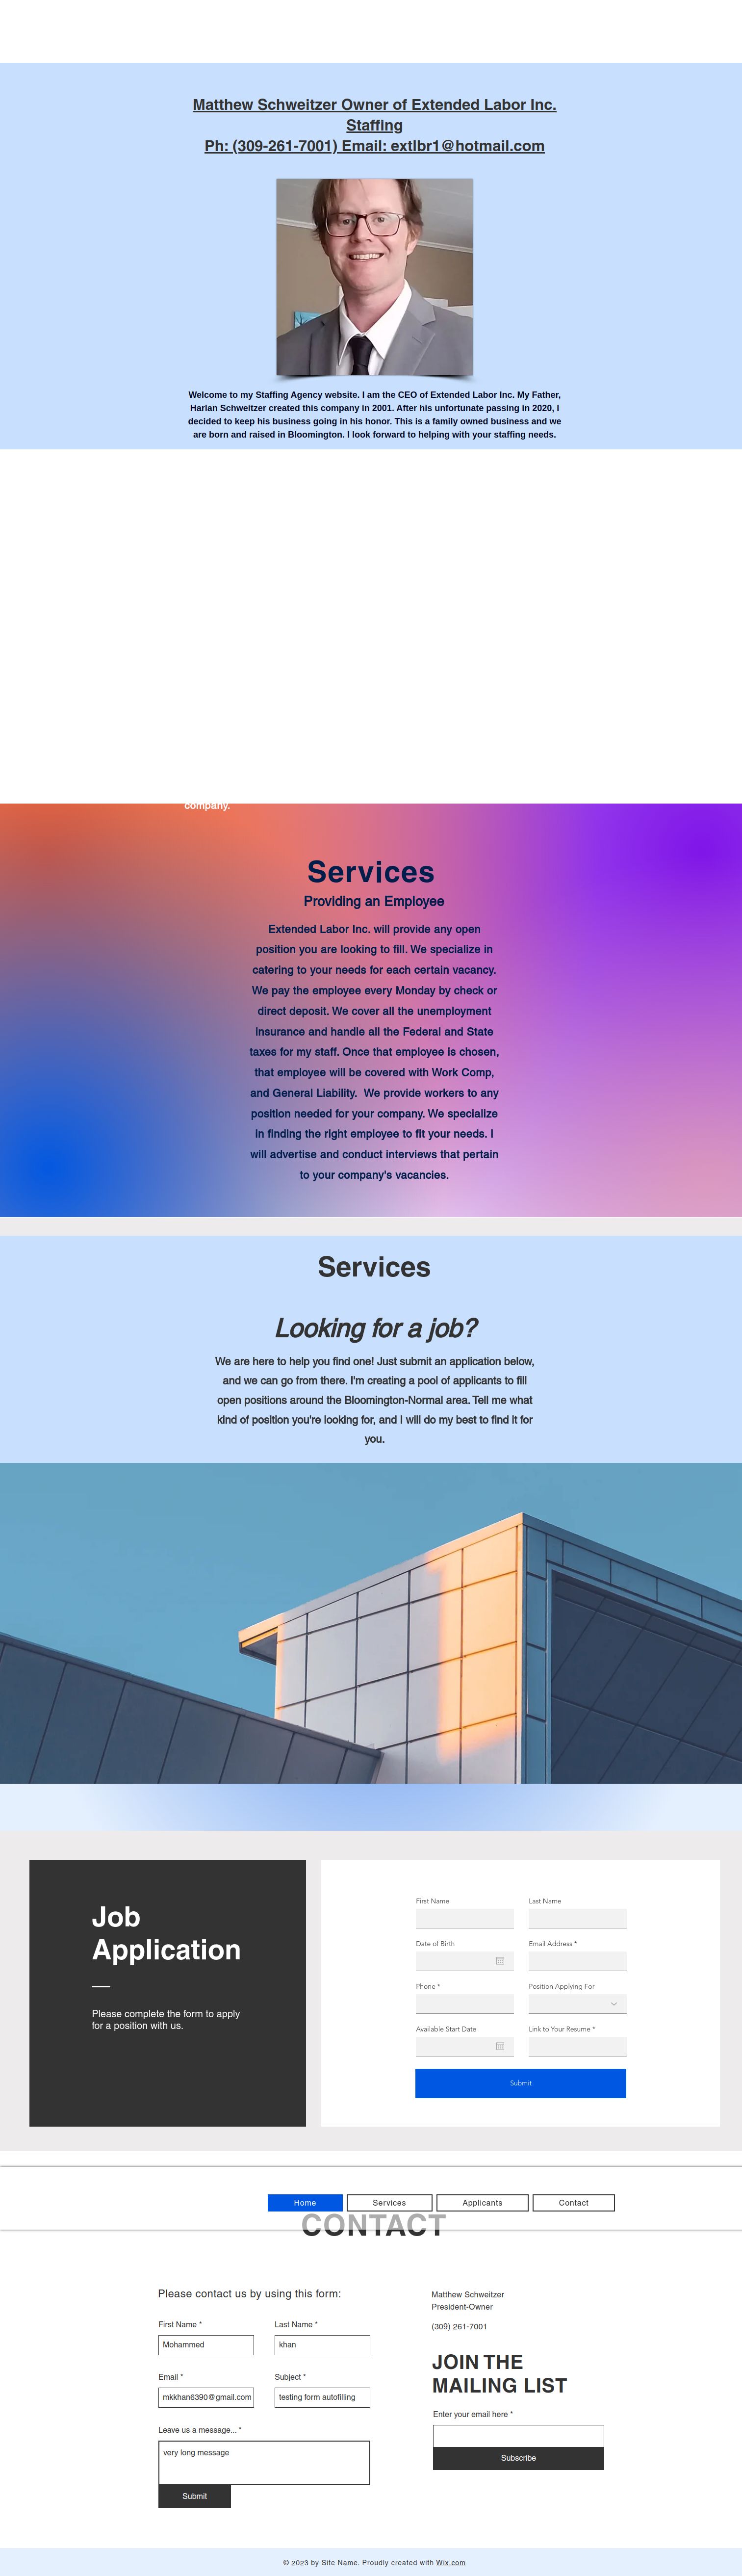 Matthew Schweitzer Owner of Extended Labor Inc.
Staffing
Ph: (309-261-7001) Email: extlbr1@hotmail.com
Welcome to my Staffing Agency website. I am the CEO of Extended Labor Inc. My Father,
Harlan Schweitzer created this company in 2001. After his unfortunate passing in 2020, I
decided to keep his business going in his honor. This is a family owned business and we
are born and raised in Bloomington. I look forward to helping with your staffing needs.
company.
Services
Providing an Employee
Extended Labor Inc. will provide any open
position you are looking to fill. We specialize in
catering to your needs for each certain vacancy.
We pay the employee every Monday by check or
direct deposit. We cover all the unemployment
insurance and handle all the Federal and State
taxes for my staff. Once that employee is chosen,
that employee will be covered with Work Comp,
and General Liability. We provide workers to any
position needed for your company. We specialize
in finding the right employee to fit your needs. I
will advertise and conduct interviews that pertain
to your company's vacancies.
Services
Looking for a job?
We are here to help you find one! Just submit an application below,
and we can go from there. I'm creating a pool of applicants to fill
open positions around the Bloomington-Normal area. Tell me what
kind of position you're looking for, and I will do my best to find it for
you.
Job
Application
Please complete the form to apply
for a position with us.
First Name
Last Name
Date of Birth
Email Address *
Phone *
Position Applying For
Available Start Date
Link to Your Resume *
Submit
Home
Services
Applicants
Contact
CONTACT
Please contact us by using this form:
First Name *
Last Name *
Mohammed
khan
Email *
Subject *
mkkhan6390@gmail.com
testing form autofilling
Leave us a message... *
very long message
Submit
Matthew Schweitzer
President-Owner
(309) 261-7001
JOIN THE
MAILING LIST
Enter your email here *
Subscribe
© 2023 by Site Name. Proudly created with Wix.com